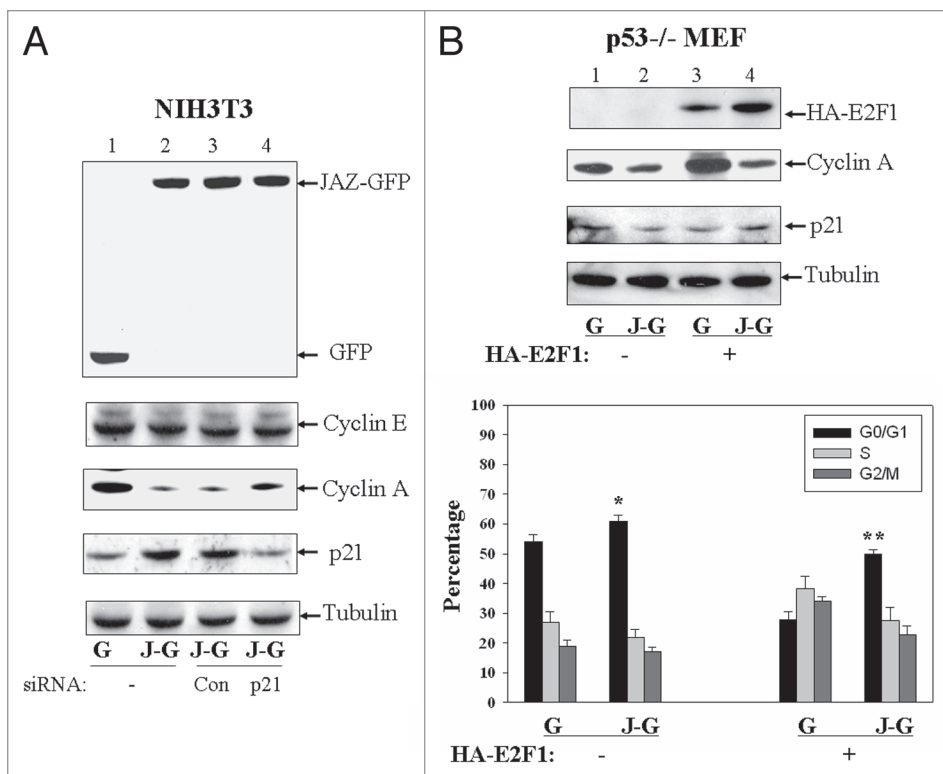 A
NIH3T3
1 2 3 4
JAZ-GFP
GFP
Cyclin E
Cyclin A
p21
Tubulin
G J-G J-G J-G
siRNA: - Con p21
B
p53-/- MEF
1 2 3 4
HA-E2F1
Cyclin A
p21
Tubulin
G J-G G J-G
HA-E2F1: - +
100
90
80
70
60
50
40
30
20
10
0
Percentage
G0/G1
S
G2/M
*
**
G J-G G J-G
HA-E2F1: - +